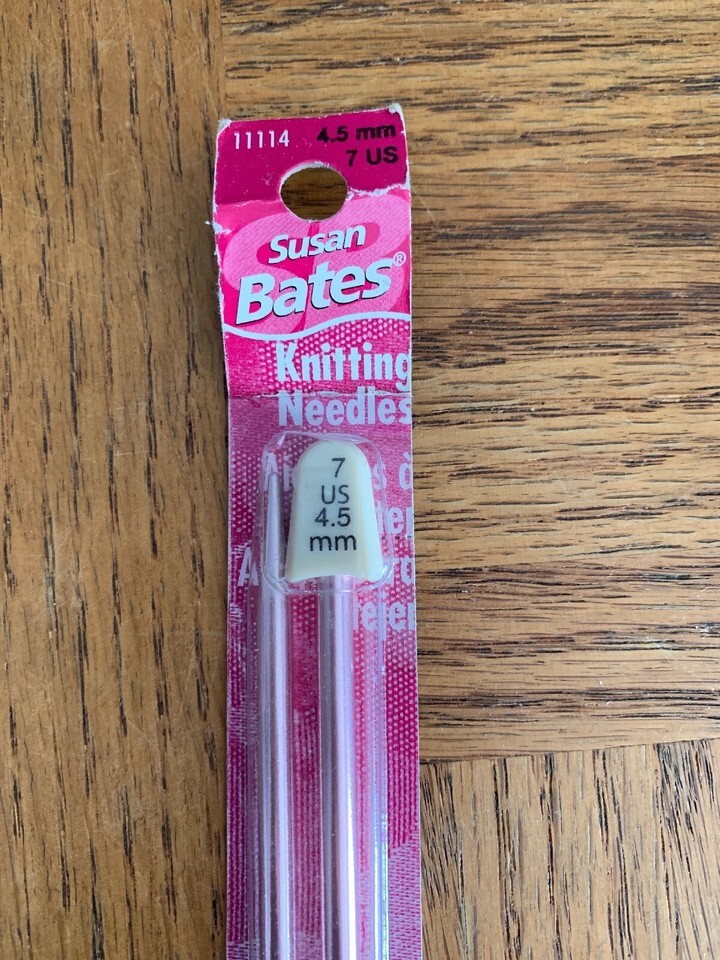 11114 4.5 mm
7 US
Susan
Bates®
Knitting
Needles
7
US
4.5
mm